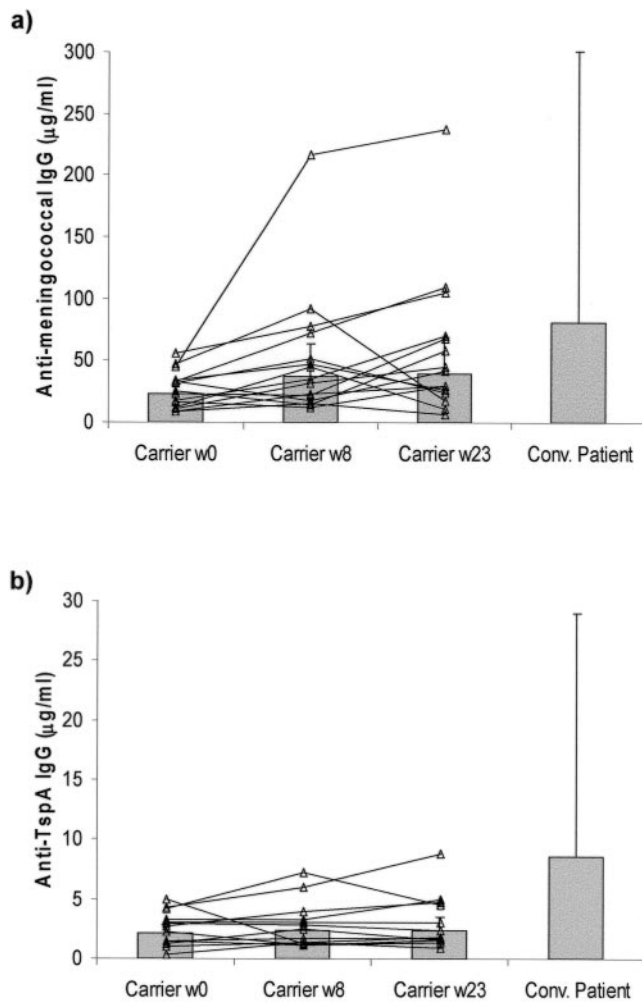 a)
Anti-meningococcal IgG (µg/ml)
300
250
200
150
100
50
0
Carrier w0 Carrier w8 Carrier w23 Conv. Patient
b)
Anti-TspA IgG (µg/ml)
30
25
20
15
10
5
0
Carrier w0 Carrier w8 Carrier w23 Conv. Patient